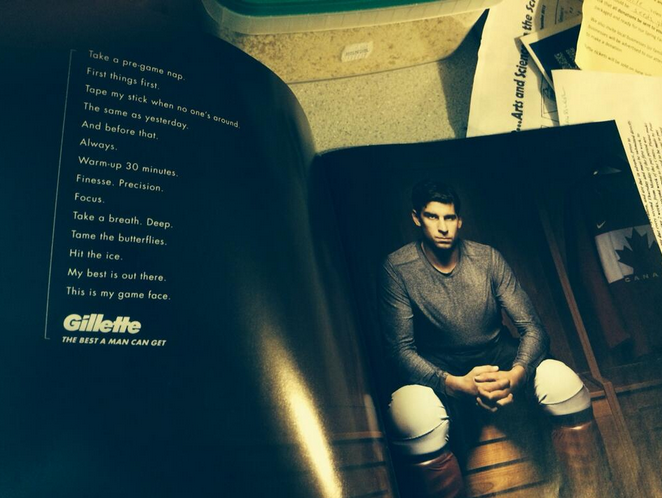 Take a pre-game nap.
First things first.
Tape my stick when no one's around.
The same as yesterday.
And before that.
Always.
Warm-up 30 minutes.
Finesse. Precision.
Focus.
Take a breath. Deep.
Tame the butterflies.
Hit the ice.
My best is out there.
This is my game face.
Gillette
THE BEST A MAN CAN GET
...Arts and Scien
the Sc
CANA